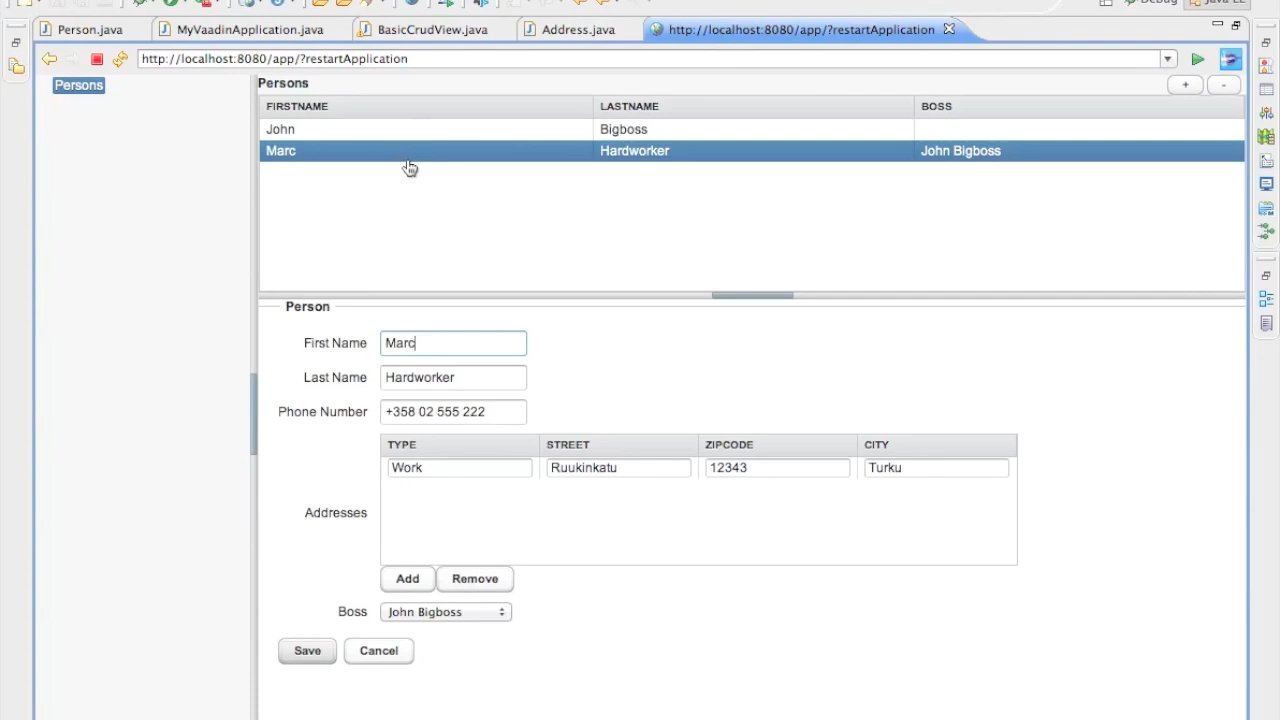 Debug Java EE
Person.java MyVaadinApplication.java BasicCrudView.java Address.java http://localhost:8080/app/?restartApplication
http://localhost:8080/app/?restartApplication
Persons
Persons + -
FIRSTNAME LASTNAME BOSS
John Bigboss
Marc Hardworker John Bigboss
Person
First Name Marc
Last Name Hardworker
Phone Number +358 02 555 222
TYPE STREET ZIPCODE CITY
Work Ruukinkatu 12343 Turku
Addresses
Add Remove
Boss John Bigboss
Save Cancel